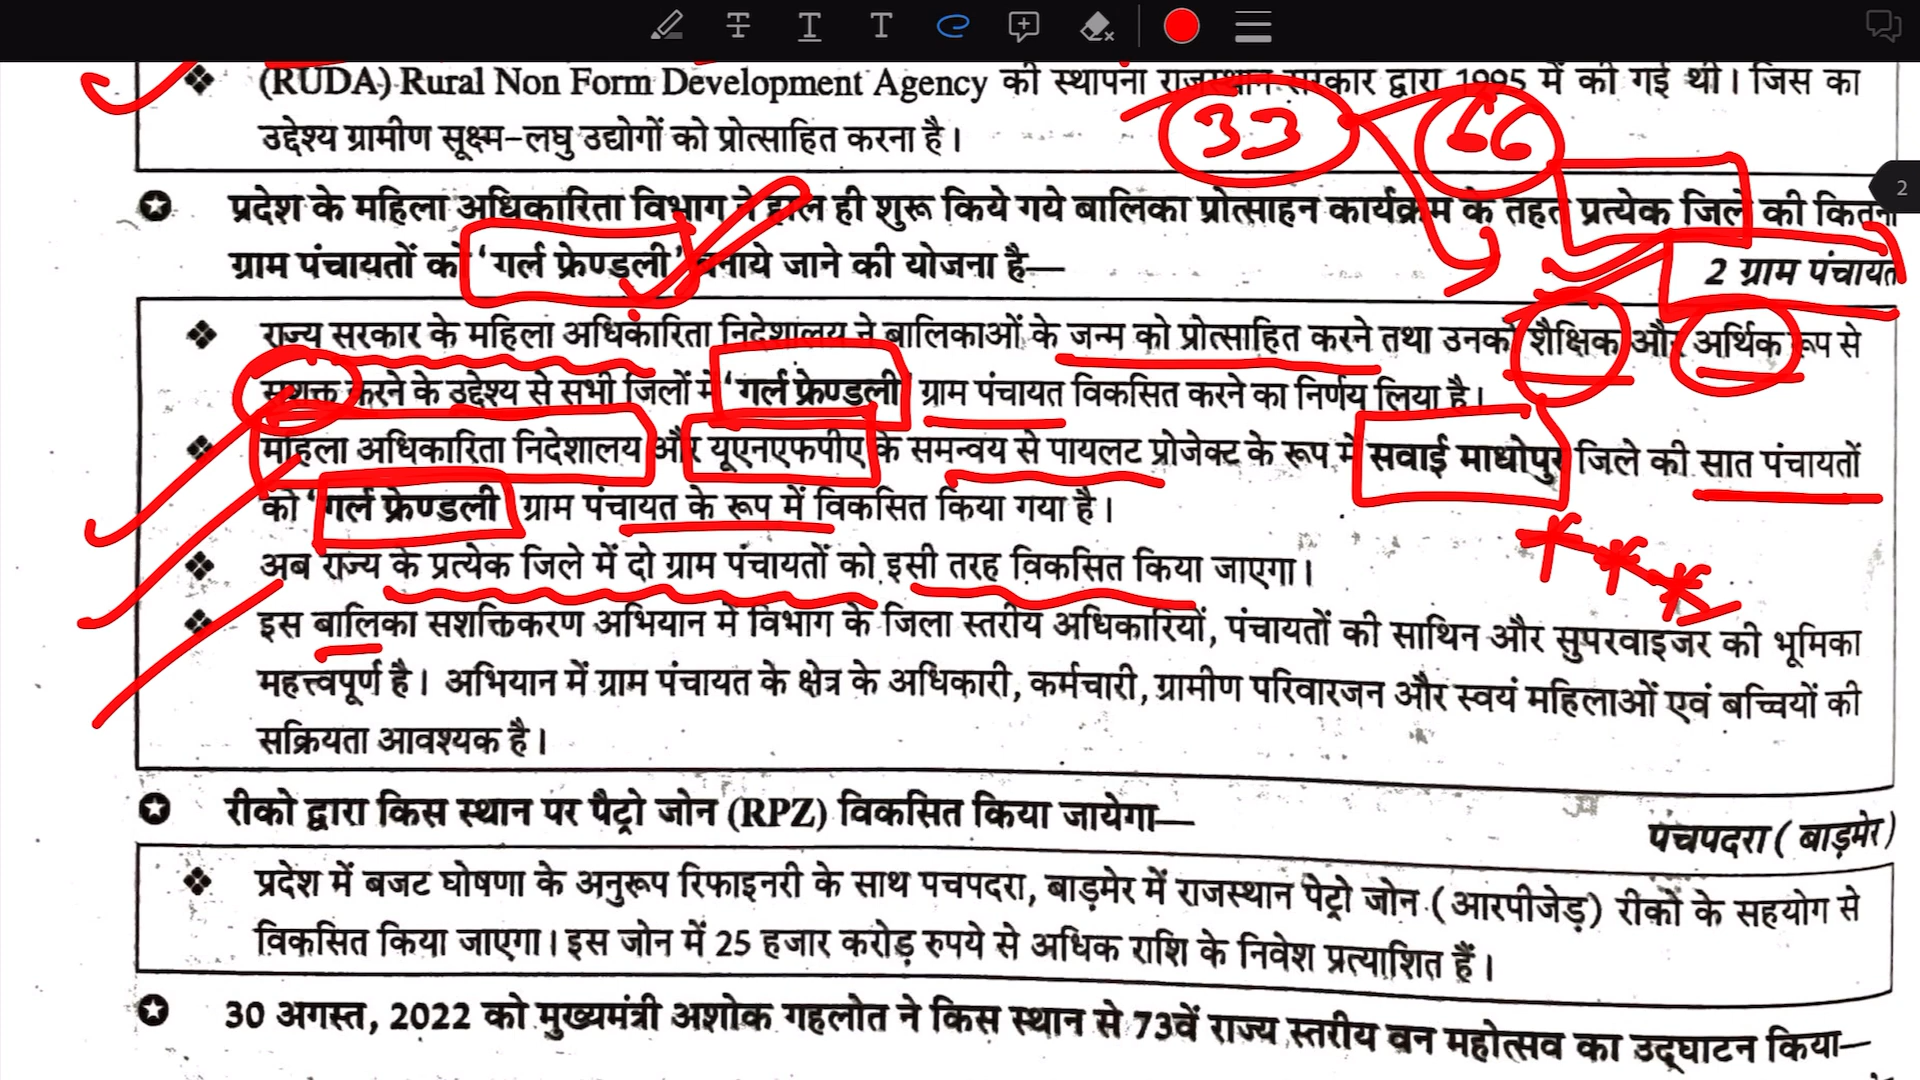 (RUDA) Rural Non Form Development Agency की स्थापना राजस्थान सरकार द्वारा 1995 में की गई थी। जिस का
उद्देश्य ग्रामीण सूक्ष्म–लघु उद्योगों को प्रोत्साहित करना है।
33 66
प्रदेश के महिला अधिकारिता विभाग ने हाल ही शुरू किये गये बालिका प्रोत्साहन कार्यक्रम के तहत प्रत्येक जिले की कितनी
ग्राम पंचायतों को 'गर्ल फ्रेण्डली' बनाये जाने की योजना है—
2 ग्राम पंचायत
2
राज्य सरकार के महिला अधिकारिता निदेशालय ने बालिकाओं के जन्म को प्रोत्साहित करने तथा उनको शैक्षिक और अर्थिक रूप से
सशक्त करने के उद्देश्य से सभी जिलों में 'गर्ल फ्रेण्डली' ग्राम पंचायत विकसित करने का निर्णय लिया है।
महिला अधिकारिता निदेशालय और यूएनएफपीए के समन्वय से पायलट प्रोजेक्ट के रूप में सवाई माधोपुर जिले की सात पंचायतों
को 'गर्ल फ्रेण्डली' ग्राम पंचायत के रूप में विकसित किया गया है।
अब राज्य के प्रत्येक जिले में दो ग्राम पंचायतों को इसी तरह विकसित किया जाएगा।
इस बालिका सशक्तिकरण अभियान में विभाग के जिला स्तरीय अधिकारियों, पंचायतों की साथिन और सुपरवाइजर की भूमिका
महत्त्वपूर्ण है। अभियान में ग्राम पंचायत के क्षेत्र के अधिकारी, कर्मचारी, ग्रामीण परिवारजन और स्वयं महिलाओं एवं बच्चियों की
सक्रियता आवश्यक है।
रीको द्वारा किस स्थान पर पैट्रो जोन (RPZ) विकसित किया जायेगा—
पचपदरा ( बाड़मेर)
प्रदेश में बजट घोषणा के अनुरूप रिफाइनरी के साथ पचपदरा, बाड़मेर में राजस्थान पेट्रो जोन (आरपीजेड़) रीको के सहयोग से
विकसित किया जाएगा। इस जोन में 25 हजार करोड़ रुपये से अधिक राशि के निवेश प्रत्याशित हैं।
30 अगस्त, 2022 को मुख्यमंत्री अशोक गहलोत ने किस स्थान से 73वें राज्य स्तरीय वन महोत्सव का उद्घाटन किया—